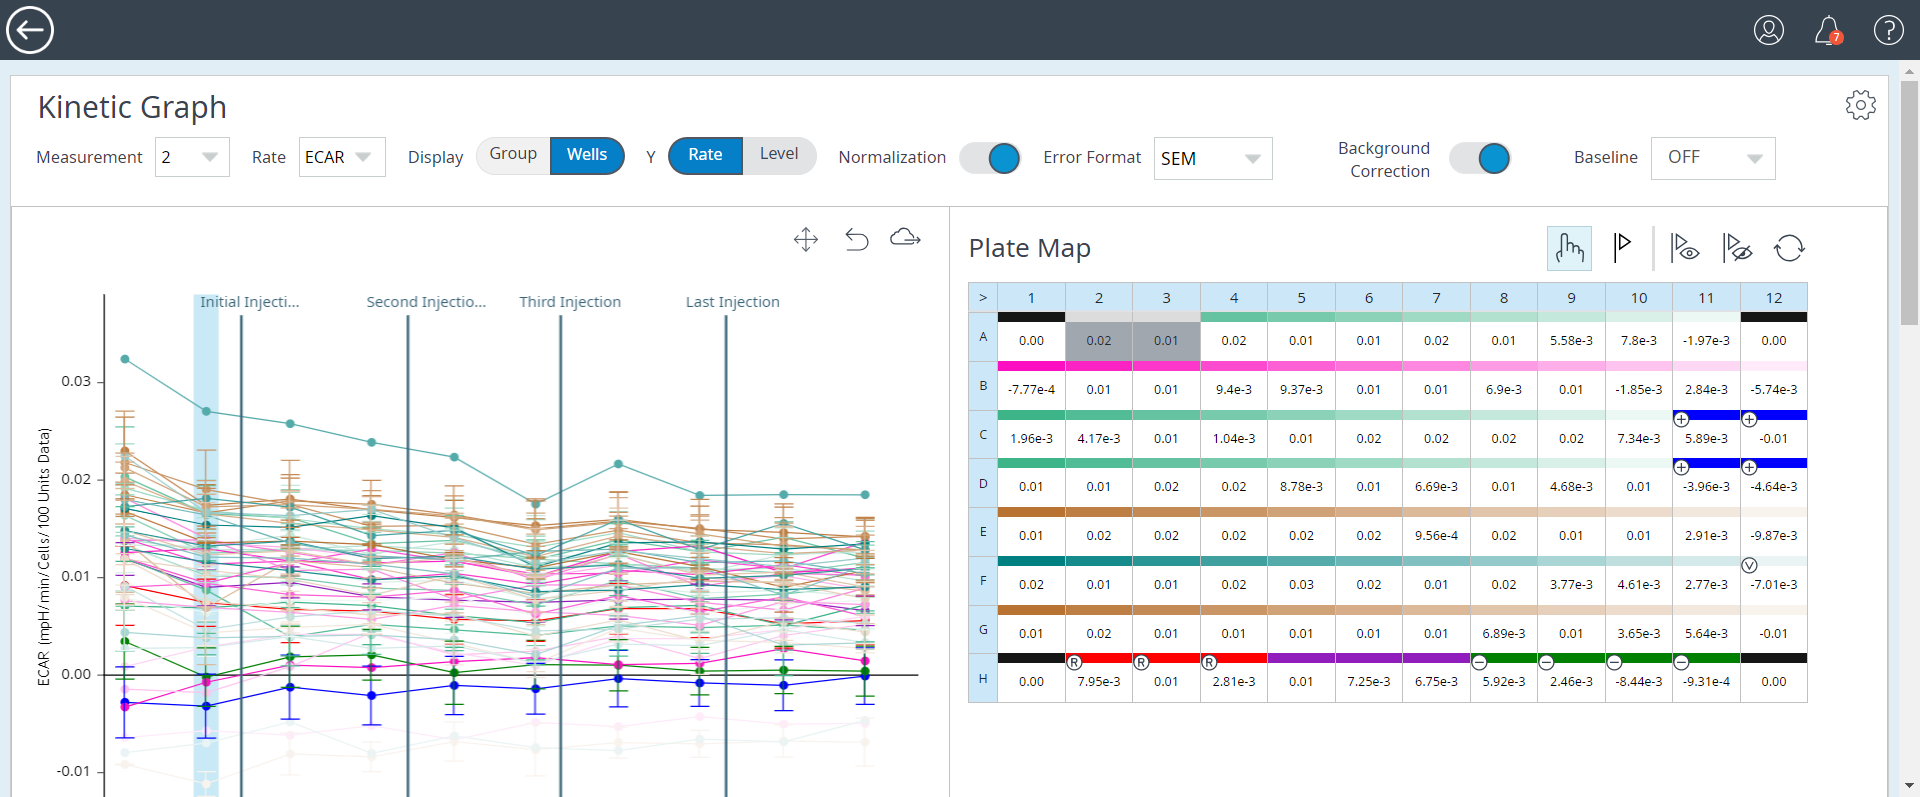 7
Kinetic Graph
Measurement 2 Rate ECAR Display Group Wells Y Rate Level Normalization Error Format SEM Background Correction Baseline OFF
Plate Map
Initial Injecti... Second Injectio... Third Injection Last Injection
ECAR (mpH/min/Cells/100 Units Data)
0.03
0.02
0.01
0.00
-0.01
> 1 2 3 4 5 6 7 8 9 10 11 12
A 0.00 0.02 0.01 0.02 0.01 0.01 0.02 0.01 5.58e-3 7.8e-3 -1.97e-3 0.00
B -7.77e-4 0.01 0.01 9.4e-3 9.37e-3 0.01 0.01 6.9e-3 0.01 -1.85e-3 2.84e-3 -5.74e-3
+ +
C 1.96e-3 4.17e-3 0.01 1.04e-3 0.01 0.02 0.02 0.02 0.02 7.34e-3 5.89e-3 -0.01
+ +
D 0.01 0.01 0.02 0.02 8.78e-3 0.01 6.69e-3 0.01 4.68e-3 0.01 -3.96e-3 -4.64e-3
E 0.01 0.02 0.02 0.02 0.02 0.02 9.56e-4 0.02 0.01 0.01 2.91e-3 -9.87e-3
V
F 0.02 0.01 0.01 0.02 0.03 0.02 0.01 0.02 3.77e-3 4.61e-3 2.77e-3 -7.01e-3
G 0.01 0.02 0.01 0.01 0.01 0.01 0.01 6.89e-3 0.01 3.65e-3 5.64e-3 -0.01
R R R − − − −
H 0.00 7.95e-3 0.01 2.81e-3 0.01 7.25e-3 6.75e-3 5.92e-3 2.46e-3 -8.44e-3 -9.31e-4 0.00